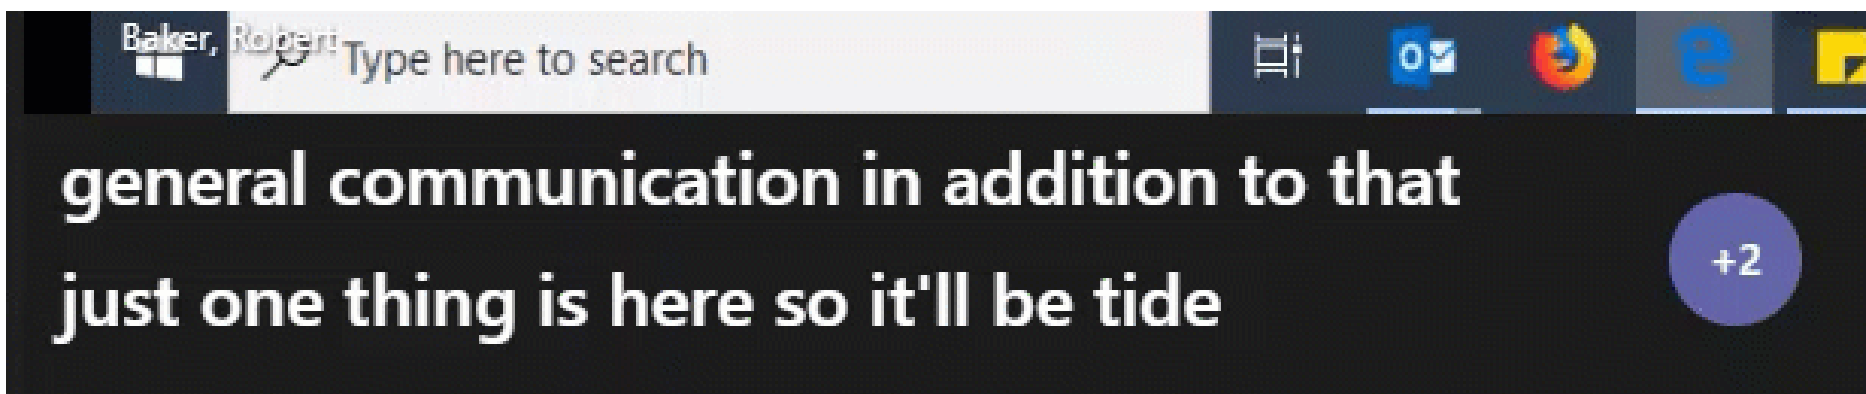 Baker, Robert
Type here to search
general communication in addition to that
just one thing is here so it'll be tide
+2